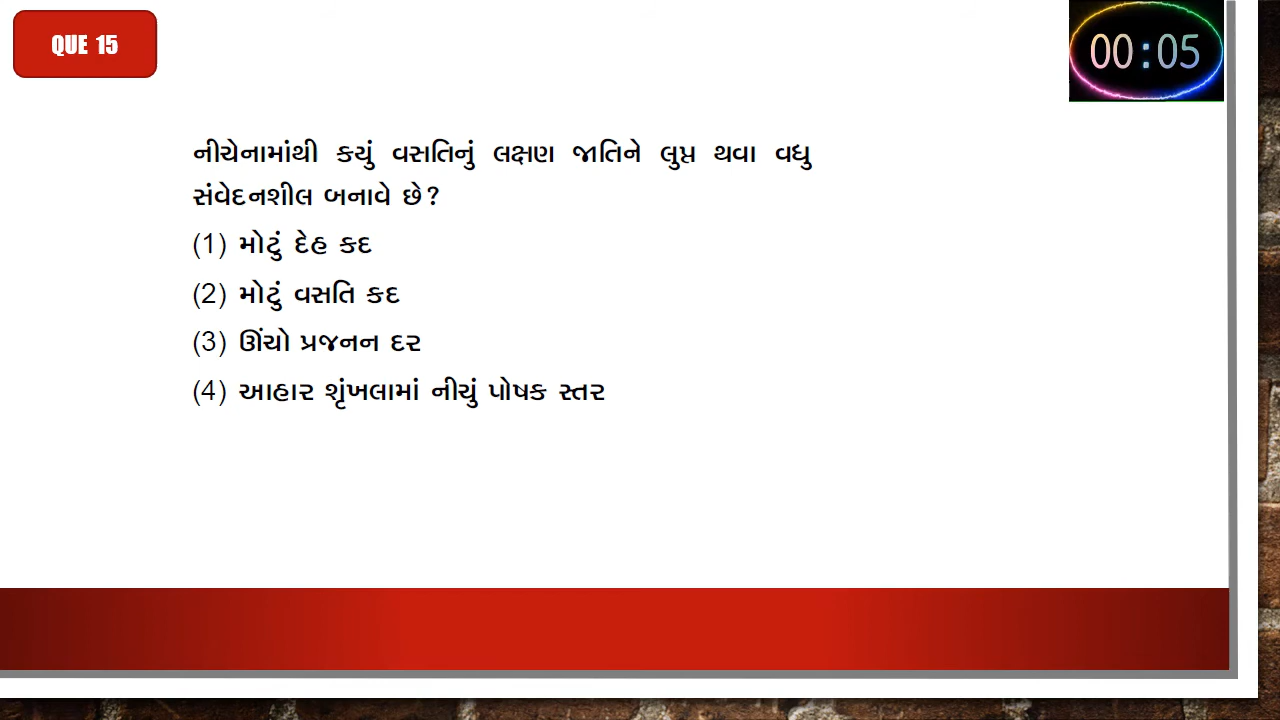 QUE 15
00:05
નીચેનામાંથી કયું વસતિનું લક્ષણ જાતિને લુપ્ત થવા વધુ
સંવેદનશીલ બનાવે છે?
(1) મોટું દેહ કદ
(2) મોટું વસતિ કદ
(3) ઊંચો પ્રજનન દર
(4) આહાર શૃંખલામાં નીચું પોષક સ્તર